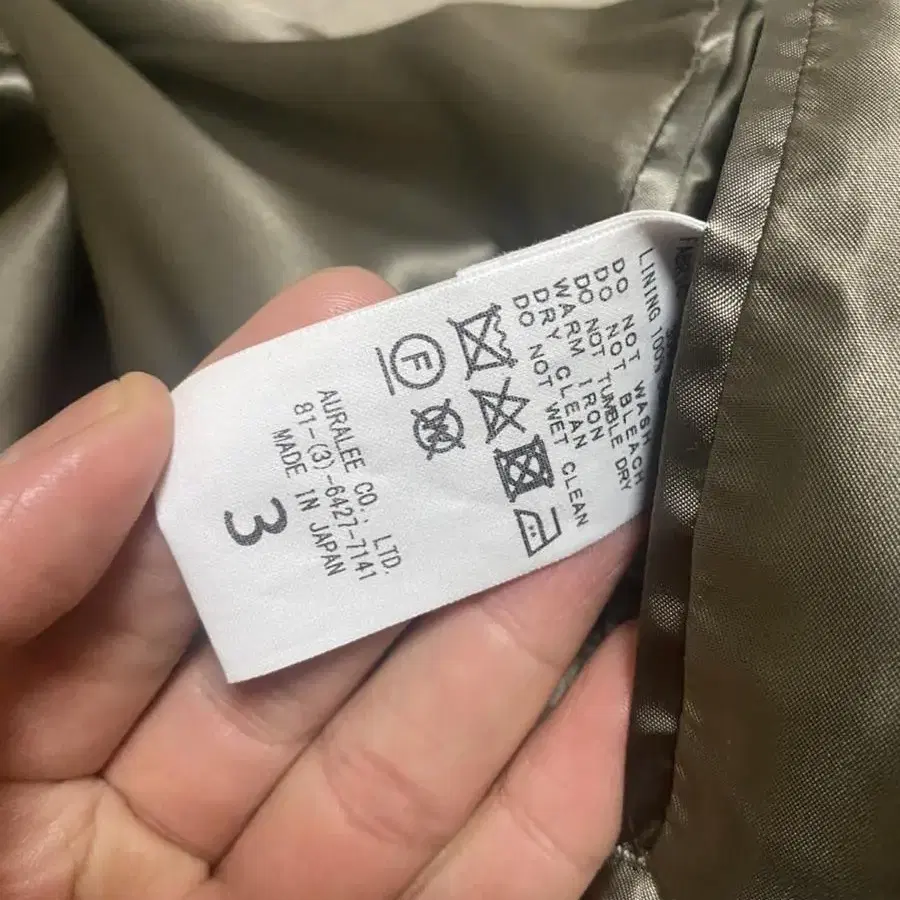 LINING 100%
DO NOT WASH
DO NOT BLEACH
DO NOT TUMBLE DRY
WARM IRON
DRY CLEAN
DO NOT WET CLEAN
F
AURALEE CO., LTD.
81-(3)-6427-7141
MADE IN JAPAN
3